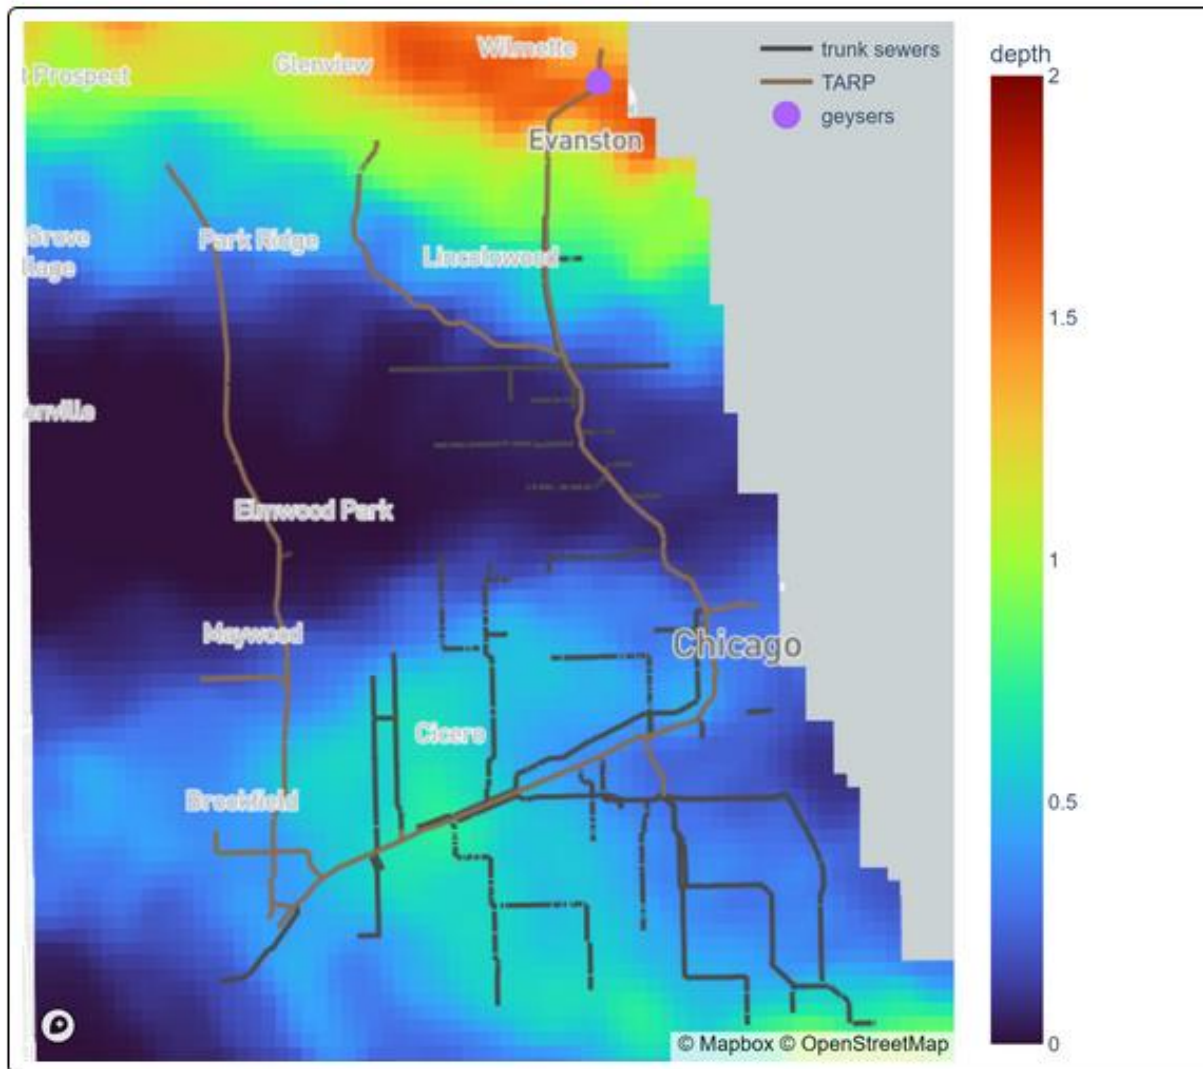 Wilmette
Glenview
t Prospect
Evanston
Grove
llage
Park Ridge
Lincolnwood
enville
Elmwood Park
Maywood
Chicago
Cicero
Brookfield
trunk sewers
TARP
geysers
© Mapbox © OpenStreetMap
depth
2
1.5
1
0.5
0